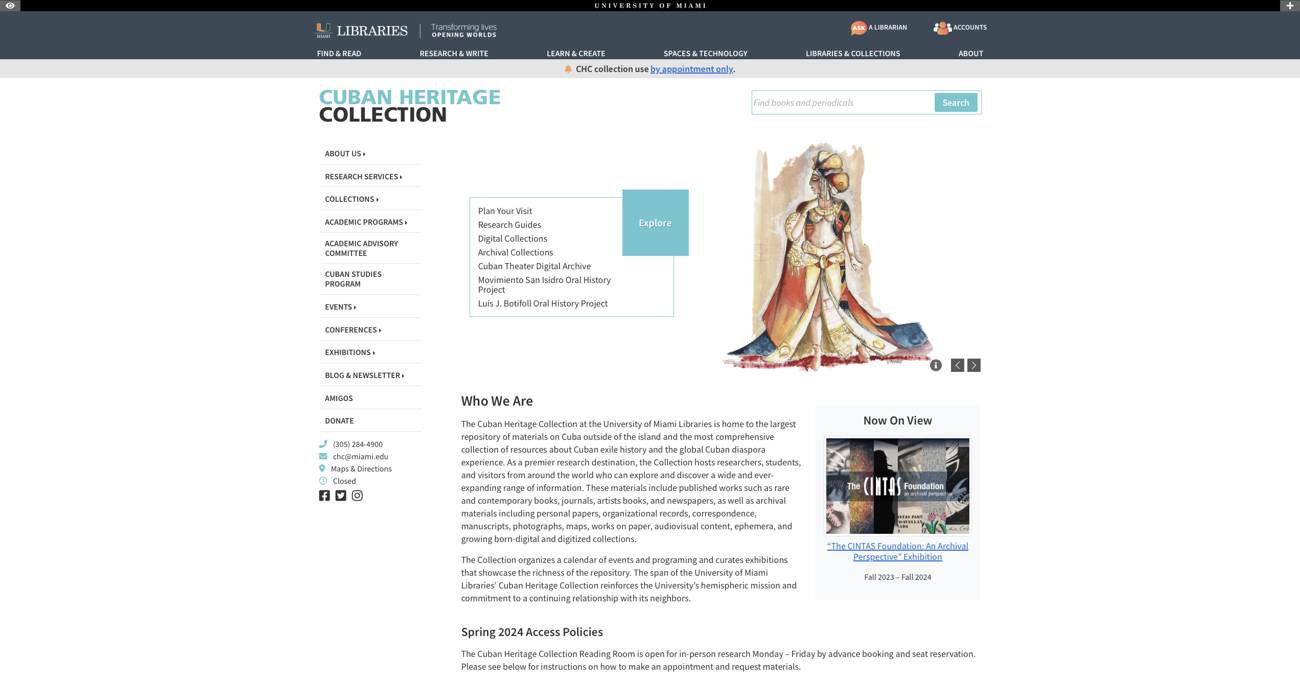 UNIVERSITY OF MIAMI
MIAMI
LIBRARIES
Transforming lives
OPENING WORLDS
ASK A LIBRARIAN
ACCOUNTS
FIND & READ
RESEARCH & WRITE
LEARN & CREATE
SPACES & TECHNOLOGY
LIBRARIES & COLLECTIONS
ABOUT
CHC collection use by appointment only.
CUBAN HERITAGE
COLLECTION
Find books and periodicals
Search
ABOUT US
RESEARCH SERVICES
COLLECTIONS
ACADEMIC PROGRAMS
ACADEMIC ADVISORY
COMMITTEE
CUBAN STUDIES
PROGRAM
EVENTS
CONFERENCES
EXHIBITIONS
BLOG & NEWSLETTER
AMIGOS
DONATE
(305) 284-4900
chc@miami.edu
Maps & Directions
Closed
Explore
Plan Your Visit
Research Guides
Digital Collections
Archival Collections
Cuban Theater Digital Archive
Movimiento San Isidro Oral History
Project
Luis J. Botifoll Oral History Project
Who We Are
The Cuban Heritage Collection at the University of Miami Libraries is home to the largest
repository of materials on Cuba outside of the island and the most comprehensive
collection of resources about Cuban exile history and the global Cuban diaspora
experience. As a premier research destination, the Collection hosts researchers, students,
and visitors from around the world who can explore and discover a wide and ever-
expanding range of information. These materials include published works such as rare
and contemporary books, journals, artists books, and newspapers, as well as archival
materials including personal papers, organizational records, correspondence,
manuscripts, photographs, maps, works on paper, audiovisual content, ephemera, and
growing born-digital and digitized collections.
The Collection organizes a calendar of events and programing and curates exhibitions
that showcase the richness of the repository. The span of the University of Miami
Libraries' Cuban Heritage Collection reinforces the University's hemispheric mission and
commitment to a continuing relationship with its neighbors.
Now On View
The CINTAS Foundation
an archival perspective
"The CINTAS Foundation: An Archival
Perspective" Exhibition
Fall 2023 – Fall 2024
Spring 2024 Access Policies
The Cuban Heritage Collection Reading Room is open for in-person research Monday – Friday by advance booking and seat reservation.
Please see below for instructions on how to make an appointment and request materials.